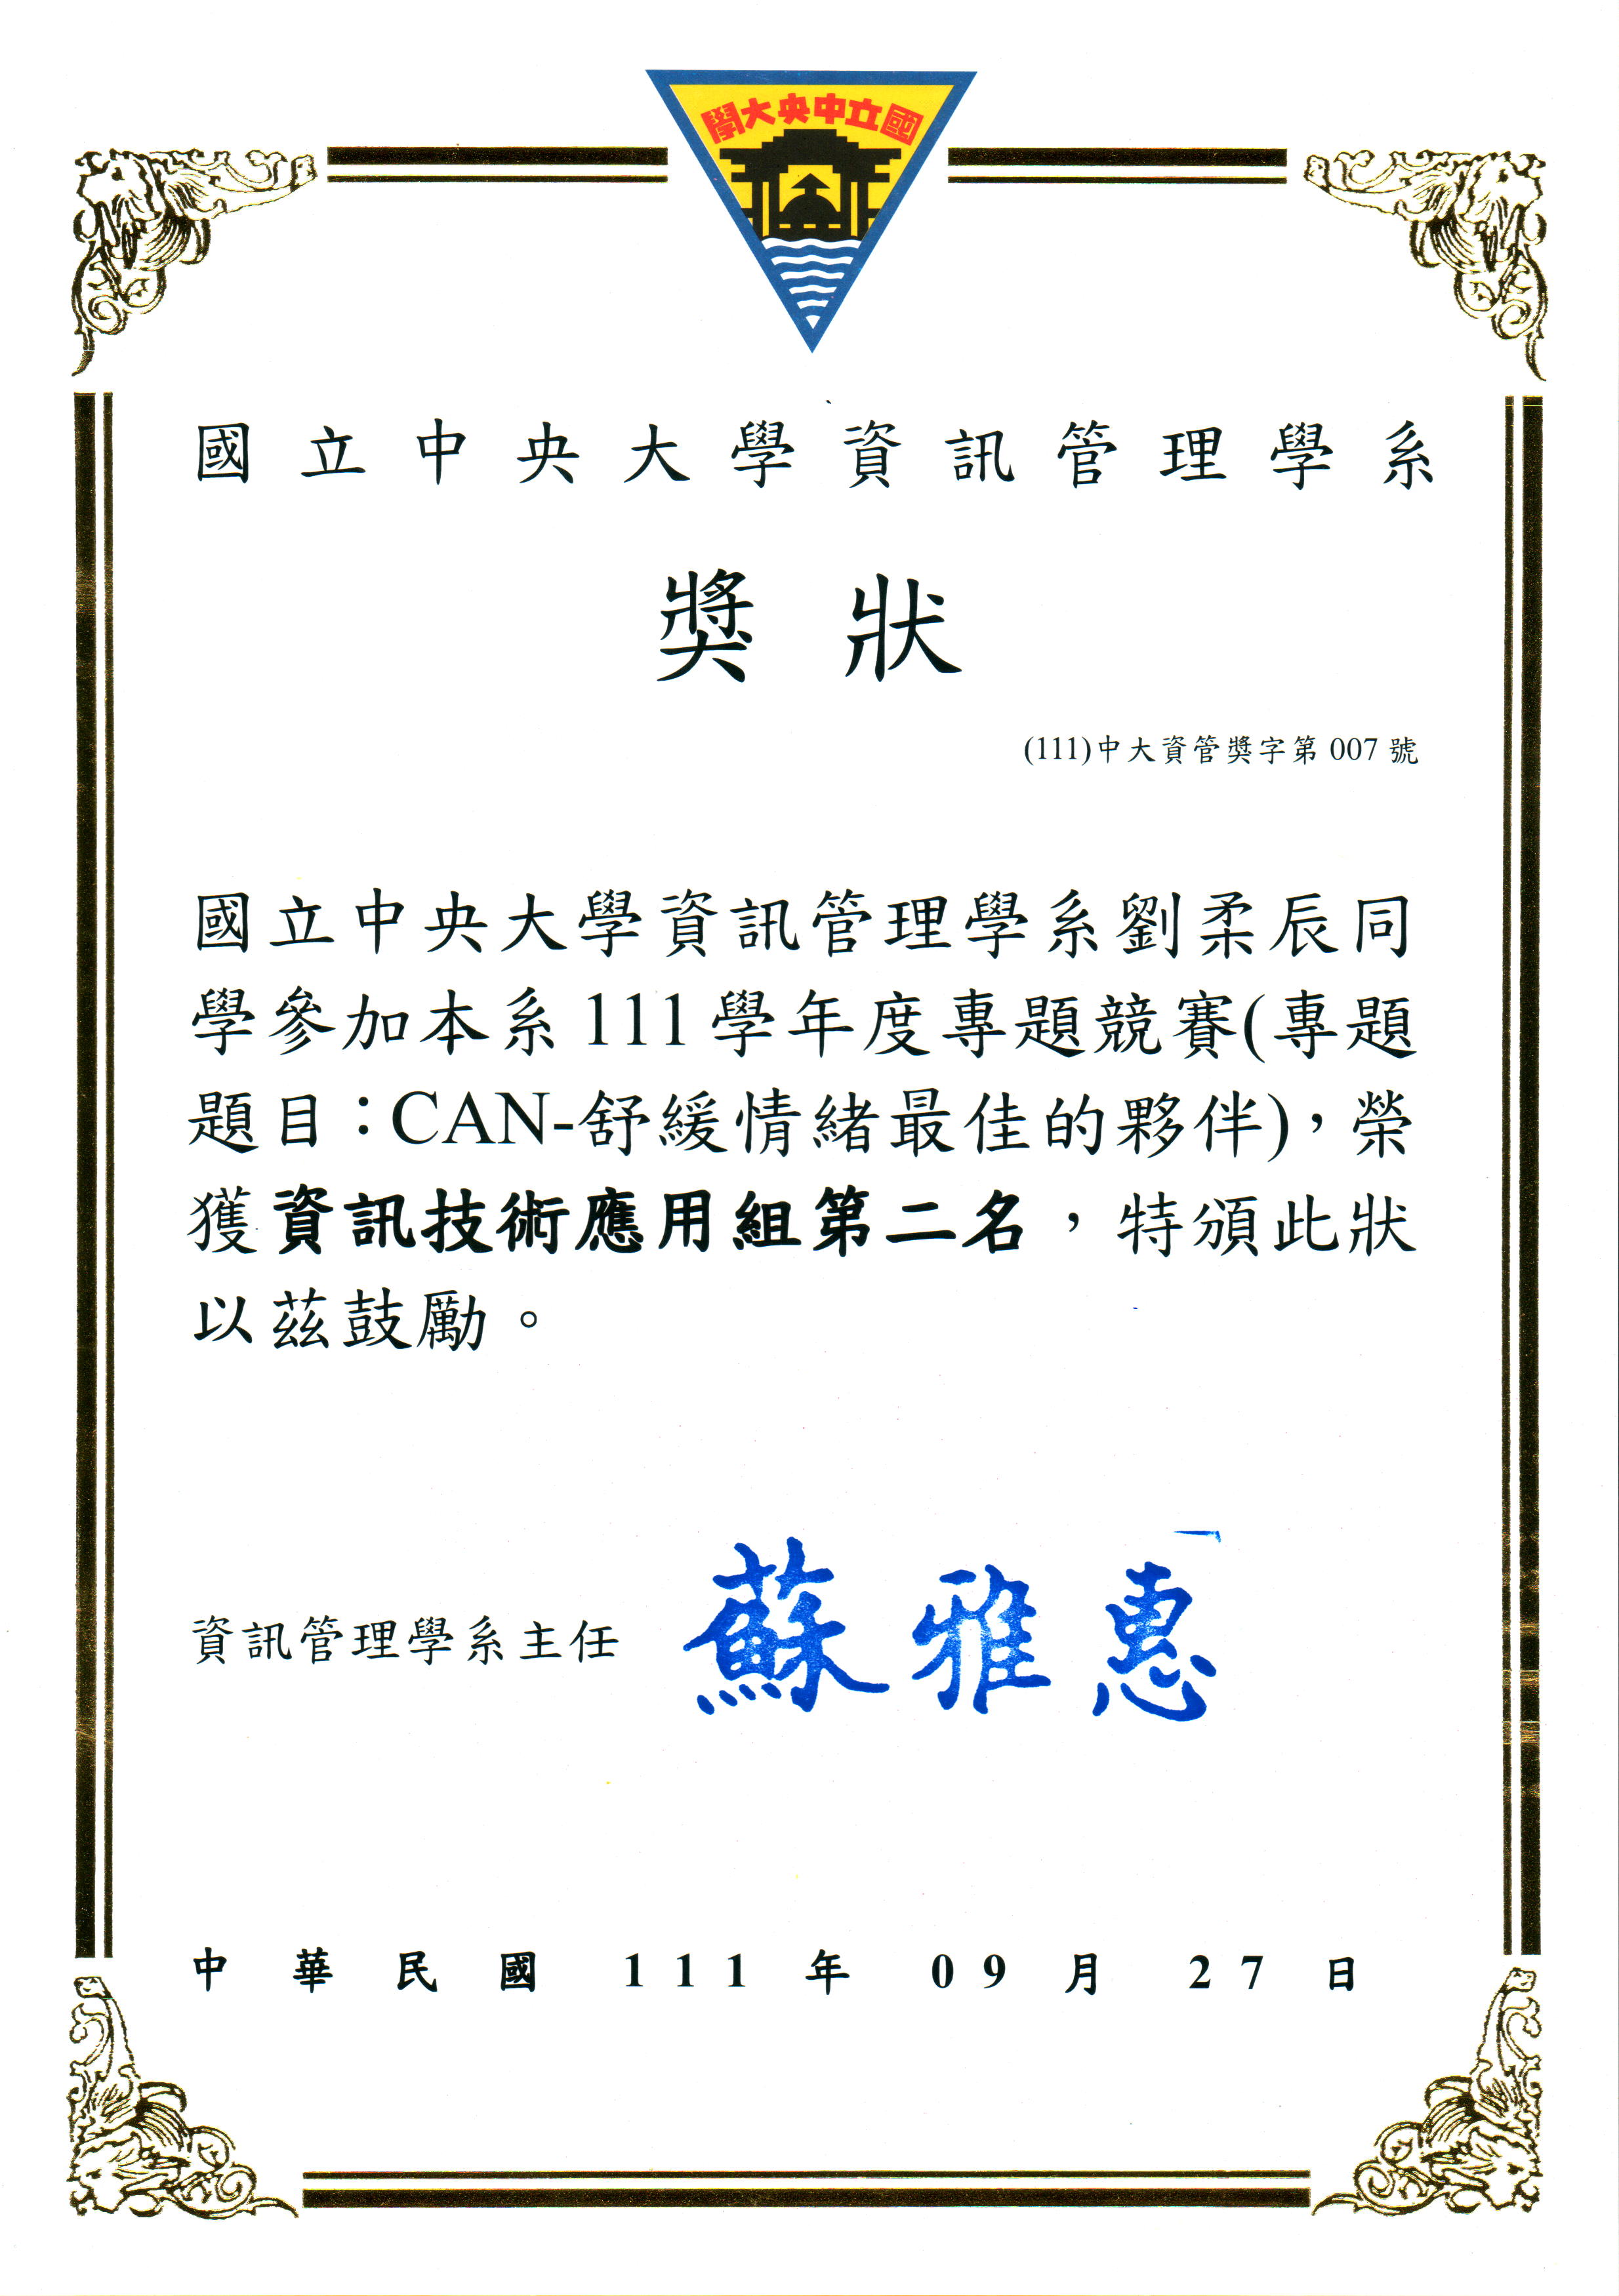 國立中央大學
國立中央大學資訊管理學系
獎狀
(111)中大資管獎字第 007 號
國立中央大學資訊管理學系劉柔辰同
學參加本系 111 學年度專題競賽(專題
題目：CAN-舒緩情緒最佳的夥伴)，榮
獲資訊技術應用組第二名，特頒此狀
以茲鼓勵。
資訊管理學系主任 蘇雅惠
中華民國 111 年 09 月 27 日